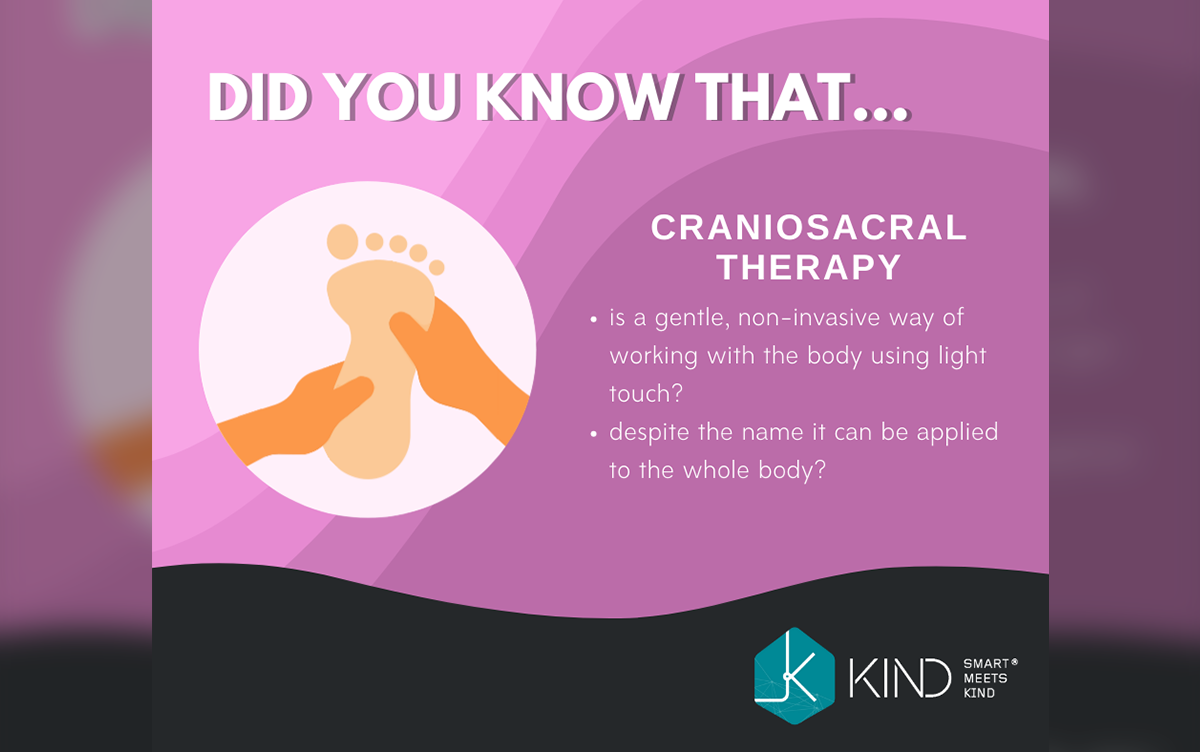 DID YOU KNOW THAT...
CRANIOSACRAL
THERAPY
• is a gentle, non-invasive way of
working with the body using light
touch?
• despite the name it can be applied
to the whole body?
KIND
SMART®
MEETS
KIND